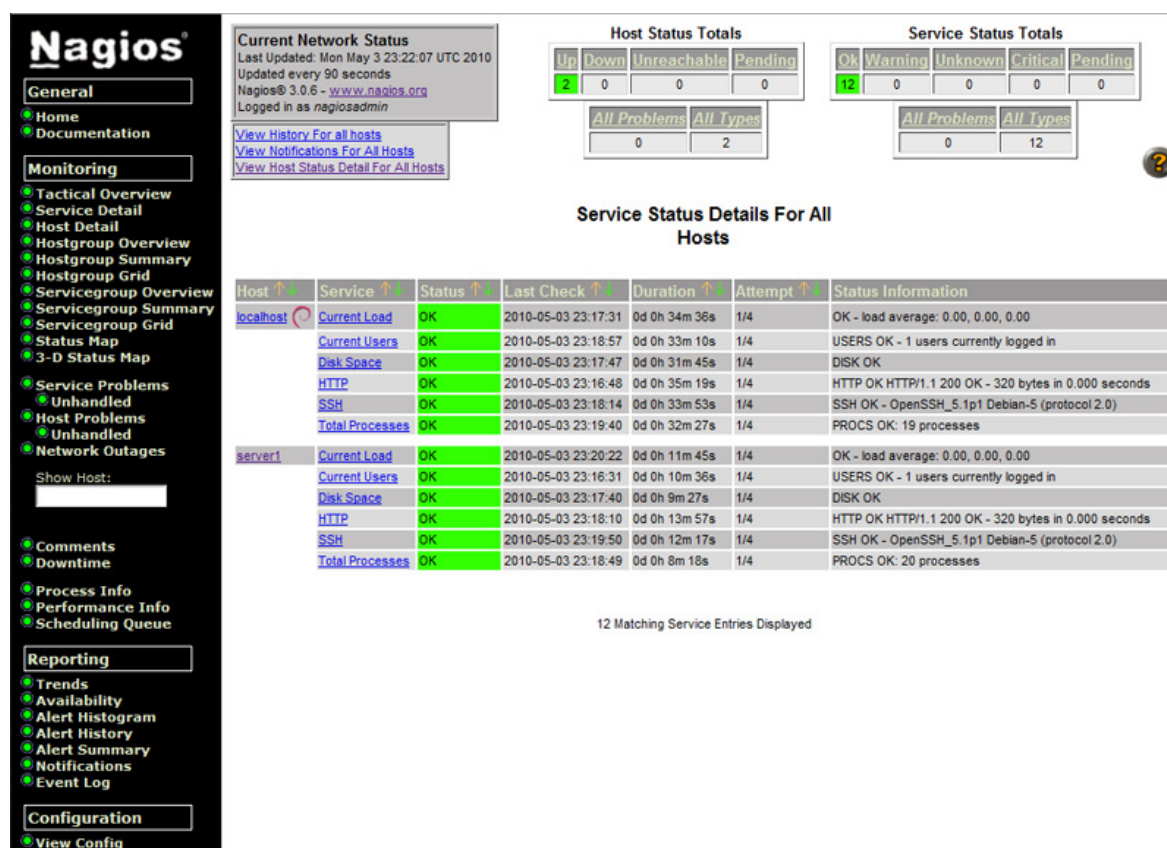 Nagios®
General
Home
Documentation
Monitoring
Tactical Overview
Service Detail
Host Detail
Hostgroup Overview
Hostgroup Summary
Hostgroup Grid
Servicegroup Overview
Servicegroup Summary
Servicegroup Grid
Status Map
3-D Status Map
Service Problems
Unhandled
Host Problems
Unhandled
Network Outages
Show Host:
Comments
Downtime
Process Info
Performance Info
Scheduling Queue
Reporting
Trends
Availability
Alert Histogram
Alert History
Alert Summary
Notifications
Event Log
Configuration
View Config
Current Network Status
Last Updated: Mon May 3 23:22:07 UTC 2010
Updated every 90 seconds
Nagios® 3.0.6 - www.nagios.org
Logged in as nagiosadmin
View History For all hosts
View Notifications For All Hosts
View Host Status Detail For All Hosts
Host Status Totals
Up Down Unreachable Pending
2 0 0 0
All Problems All Types
0 2
Service Status Totals
Ok Warning Unknown Critical Pending
12 0 0 0 0
All Problems All Types
0 12
?
Service Status Details For All
Hosts
Host Service Status Last Check Duration Attempt Status Information
localhost Current Load OK 2010-05-03 23:17:31 0d 0h 34m 36s 1/4 OK - load average: 0.00, 0.00, 0.00
Current Users OK 2010-05-03 23:18:57 0d 0h 33m 10s 1/4 USERS OK - 1 users currently logged in
Disk Space OK 2010-05-03 23:17:47 0d 0h 31m 45s 1/4 DISK OK
HTTP OK 2010-05-03 23:16:48 0d 0h 35m 19s 1/4 HTTP OK HTTP/1.1 200 OK - 320 bytes in 0.000 seconds
SSH OK 2010-05-03 23:18:14 0d 0h 33m 53s 1/4 SSH OK - OpenSSH_5.1p1 Debian-5 (protocol 2.0)
Total Processes OK 2010-05-03 23:19:40 0d 0h 32m 27s 1/4 PROCS OK: 19 processes
server1 Current Load OK 2010-05-03 23:20:22 0d 0h 11m 45s 1/4 OK - load average: 0.00, 0.00, 0.00
Current Users OK 2010-05-03 23:16:31 0d 0h 10m 36s 1/4 USERS OK - 1 users currently logged in
Disk Space OK 2010-05-03 23:17:40 0d 0h 9m 27s 1/4 DISK OK
HTTP OK 2010-05-03 23:18:10 0d 0h 13m 57s 1/4 HTTP OK HTTP/1.1 200 OK - 320 bytes in 0.000 seconds
SSH OK 2010-05-03 23:19:50 0d 0h 12m 17s 1/4 SSH OK - OpenSSH_5.1p1 Debian-5 (protocol 2.0)
Total Processes OK 2010-05-03 23:18:49 0d 0h 8m 18s 1/4 PROCS OK: 20 processes
12 Matching Service Entries Displayed